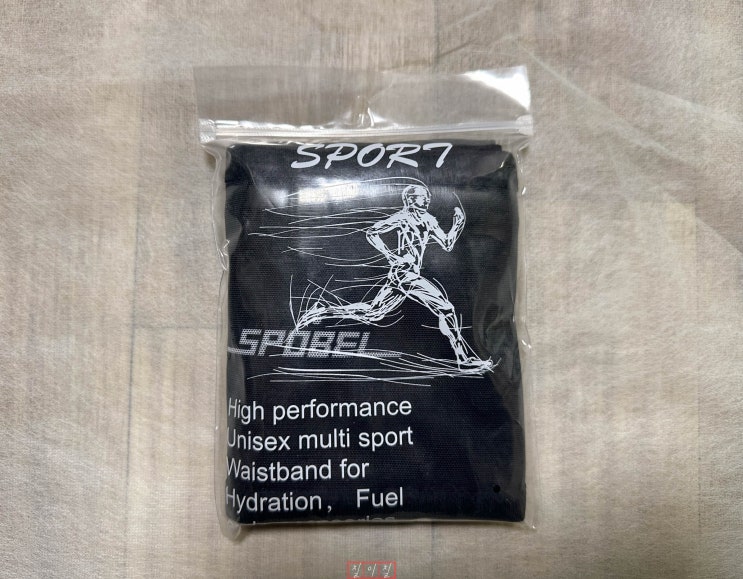 SPORT
SPOBEL
High performance
Unisex multi sport
Waistband for
Hydration, Fuel